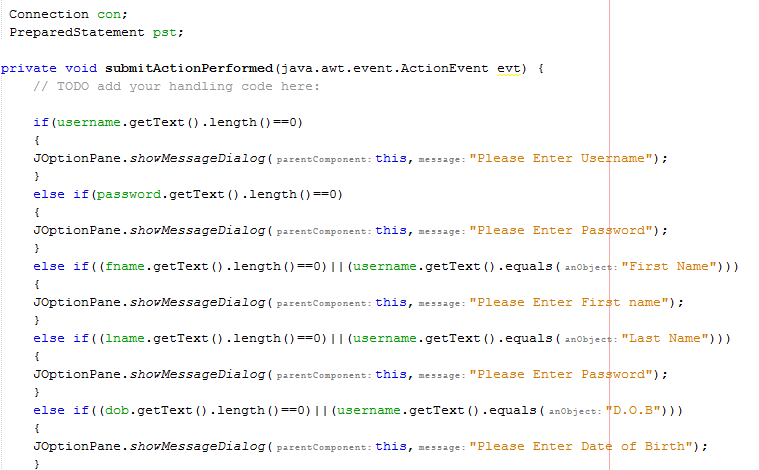 Connection con;
PreparedStatement pst;
private void submitActionPerformed(java.awt.event.ActionEvent evt) {
// TODO add your handling code here:
if(username.getText().length()==0)
{
JOptionPane.showMessageDialog( parentComponent: this, message: "Please Enter Username");
}
else if(password.getText().length()==0)
{
JOptionPane.showMessageDialog( parentComponent: this, message: "Please Enter Password");
}
else if((fname.getText().length()==0)||(username.getText().equals( anObject: "First Name")))
{
JOptionPane.showMessageDialog( parentComponent: this, message: "Please Enter First name");
}
else if((lname.getText().length()==0)||(username.getText().equals( anObject: "Last Name")))
{
JOptionPane.showMessageDialog( parentComponent: this, message: "Please Enter Password");
}
else if((dob.getText().length()==0)||(username.getText().equals( anObject: "D.O.B")))
{
JOptionPane.showMessageDialog( parentComponent: this, message: "Please Enter Date of Birth");
}